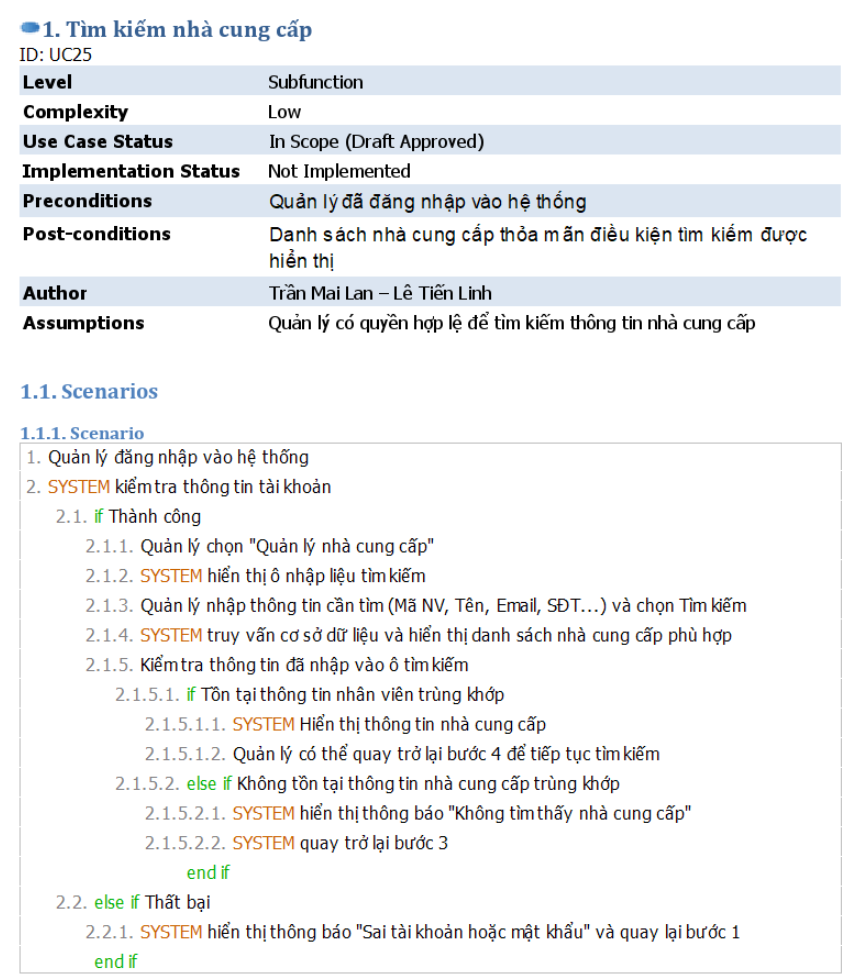 1. Tìm kiếm nhà cung cấp
ID: UC25
Level Subfunction
Complexity Low
Use Case Status In Scope (Draft Approved)
Implementation Status Not Implemented
Preconditions Quản lý đã đăng nhập vào hệ thống
Post-conditions Danh sách nhà cung cấp thỏa mãn điều kiện tìm kiếm được
hiển thị
Author Trần Mai Lan – Lê Tiến Linh
Assumptions Quản lý có quyền hợp lệ để tìm kiếm thông tin nhà cung cấp
1.1. Scenarios
1.1.1. Scenario
1. Quản lý đăng nhập vào hệ thống
2. SYSTEM kiểm tra thông tin tài khoản
2.1. if Thành công
2.1.1. Quản lý chọn "Quản lý nhà cung cấp"
2.1.2. SYSTEM hiển thị ô nhập liệu tìm kiếm
2.1.3. Quản lý nhập thông tin cần tìm (Mã NV, Tên, Email, SĐT...) và chọn Tìm kiếm
2.1.4. SYSTEM truy vấn cơ sở dữ liệu và hiển thị danh sách nhà cung cấp phù hợp
2.1.5. Kiểm tra thông tin đã nhập vào ô tìm kiếm
2.1.5.1. if Tồn tại thông tin nhân viên trùng khớp
2.1.5.1.1. SYSTEM Hiển thị thông tin nhà cung cấp
2.1.5.1.2. Quản lý có thể quay trở lại bước 4 để tiếp tục tìm kiếm
2.1.5.2. else if Không tồn tại thông tin nhà cung cấp trùng khớp
2.1.5.2.1. SYSTEM hiển thị thông báo "Không tìm thấy nhà cung cấp"
2.1.5.2.2. SYSTEM quay trở lại bước 3
end if
2.2. else if Thất bại
2.2.1. SYSTEM hiển thị thông báo "Sai tài khoản hoặc mật khẩu" và quay lại bước 1
end if